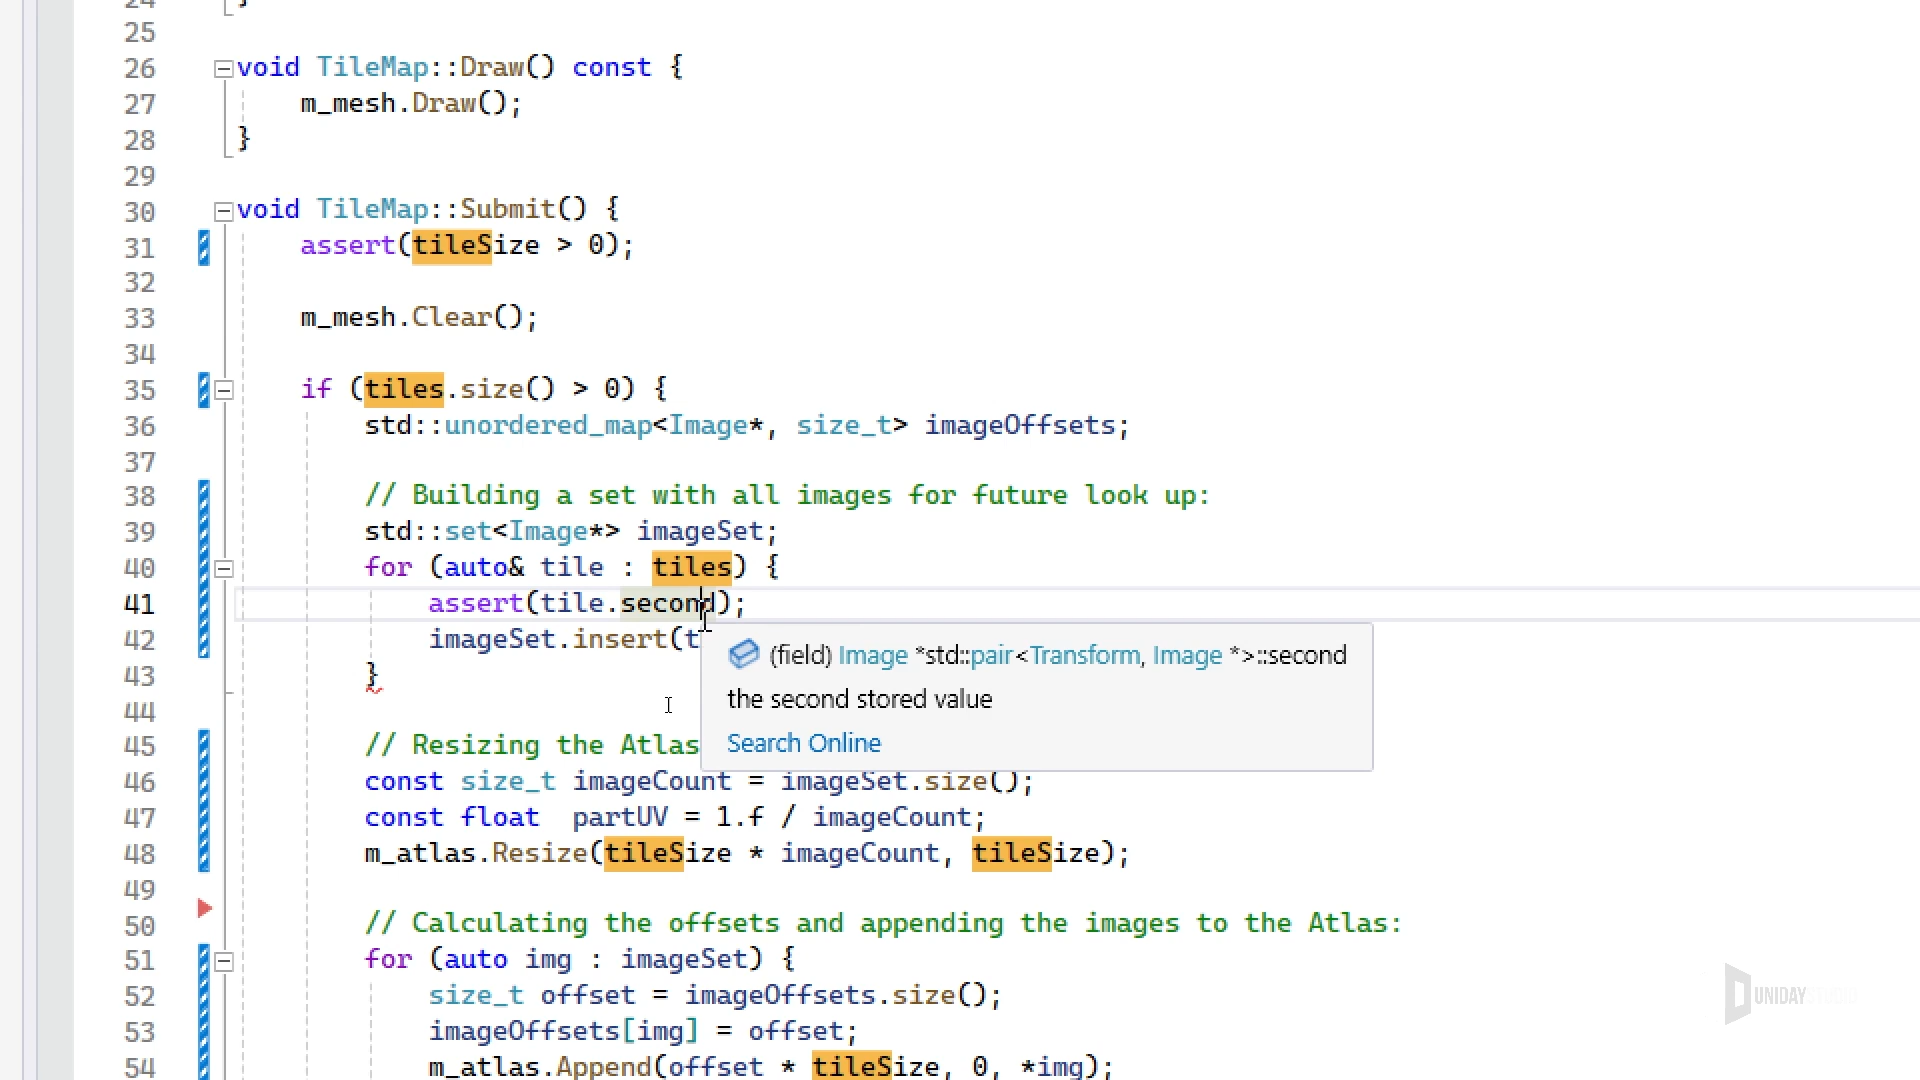 24 }
25
26 void TileMap::Draw() const {
27 m_mesh.Draw();
28 }
29
30 void TileMap::Submit() {
31 assert(tileSize > 0);
32
33 m_mesh.Clear();
34
35 if (tiles.size() > 0) {
36 std::unordered_map<Image*, size_t> imageOffsets;
37
38 // Building a set with all images for future look up:
39 std::set<Image*> imageSet;
40 for (auto& tile : tiles) {
41 assert(tile.second);
42 imageSet.insert(t
(field) Image *std::pair<Transform, Image *>::second
the second stored value
Search Online
43 }
44
45 // Resizing the Atlas
46 const size_t imageCount = imageSet.size();
47 const float partUV = 1.f / imageCount;
48 m_atlas.Resize(tileSize * imageCount, tileSize);
49
50 // Calculating the offsets and appending the images to the Atlas:
51 for (auto img : imageSet) {
52 size_t offset = imageOffsets.size();
53 imageOffsets[img] = offset;
54 m_atlas.Append(offset * tileSize, 0, *img);
UNIDAY